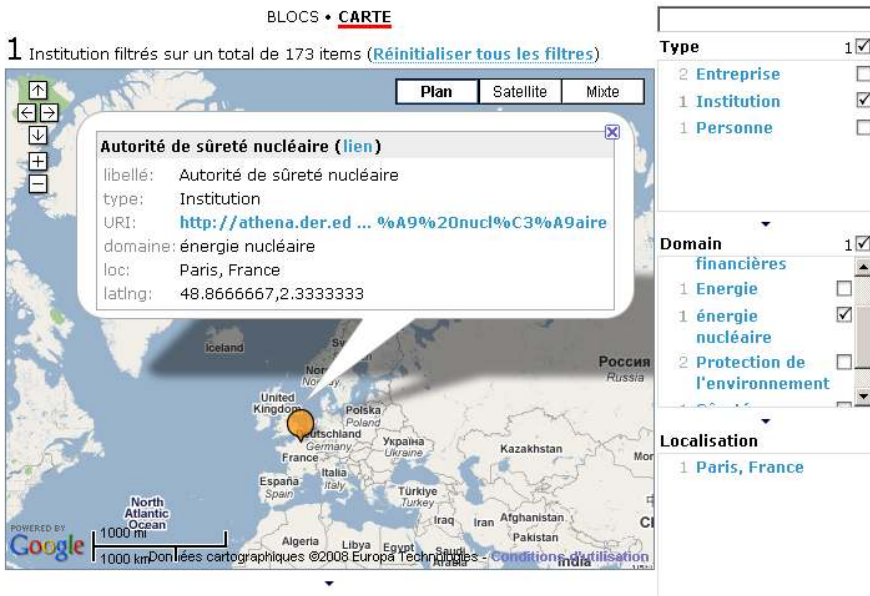 BLOCS • CARTE
1 Institution filtrés sur un total de 173 items (Réinitialiser tous les filtres)
Plan Satellite Mixte
Autorité de sûreté nucléaire (lien)
libellé: Autorité de sûreté nucléaire
type: Institution
URI: http://athena.der.ed ... %A9%20nucl%C3%A9aire
domaine: énergie nucléaire
loc: Paris, France
latlng: 48.8666667,2.3333333
Iceland
Norway
Россия
Russia
United
Kingdom
Polska
Poland
Deutschland
Germany
Україна
Ukraine
France
Kazakhstan
Italia
Italy
España
Spain
Türkiye
Turkey
North
Atlantic
Ocean
Iraq
Iran
Afghanistan
Pakistan
Algeria
Libya
Egypt
Saudi
Arabia
India
POWERED BY
Google
1000 mi
1000 km
Données cartographiques ©2008 Europa Technologies - Conditions d'utilisation
Type 1
2 Entreprise
1 Institution
1 Personne
Domain 1
financières
1 Energie
1 énergie
nucléaire
2 Protection de
l'environnement
Localisation
1 Paris, France